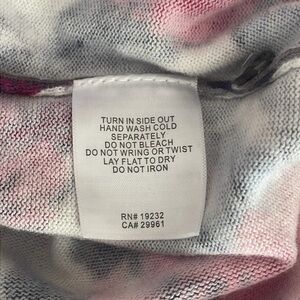 TURN IN SIDE OUT
HAND WASH COLD
SEPARATELY
DO NOT BLEACH
DO NOT WRING OR TWIST
LAY FLAT TO DRY
DO NOT IRON
RN# 19232
CA# 29961